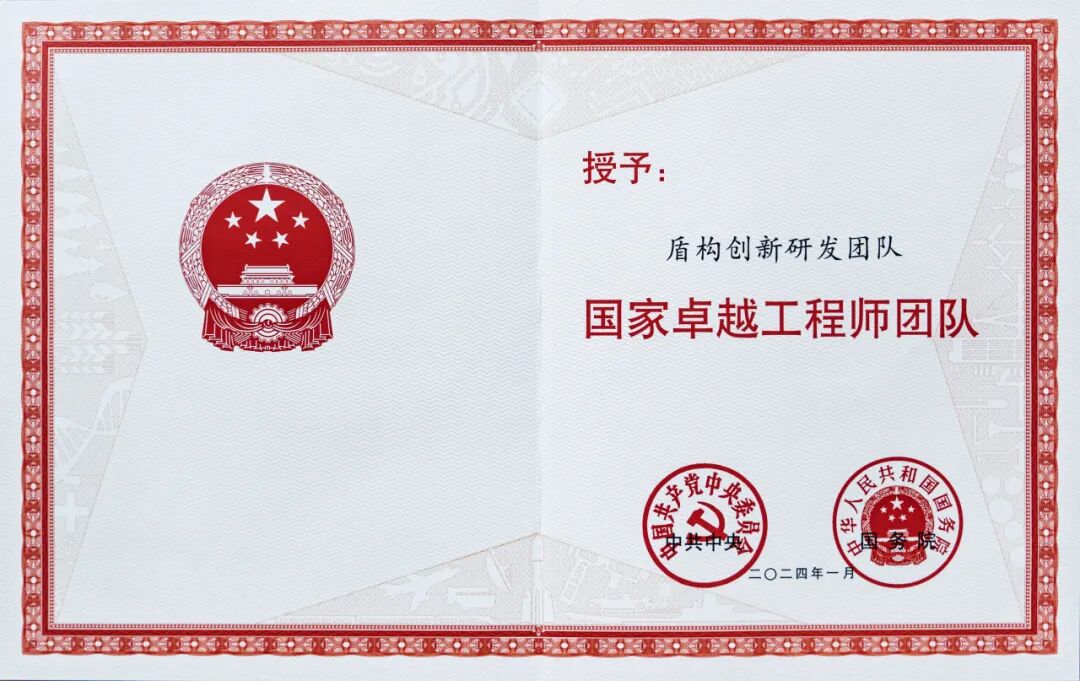 授予：
盾构创新研发团队
国家卓越工程师团队
中国共产党中央委员会
中华人民共和国国务院
中共中央
国务院
二〇二四年一月